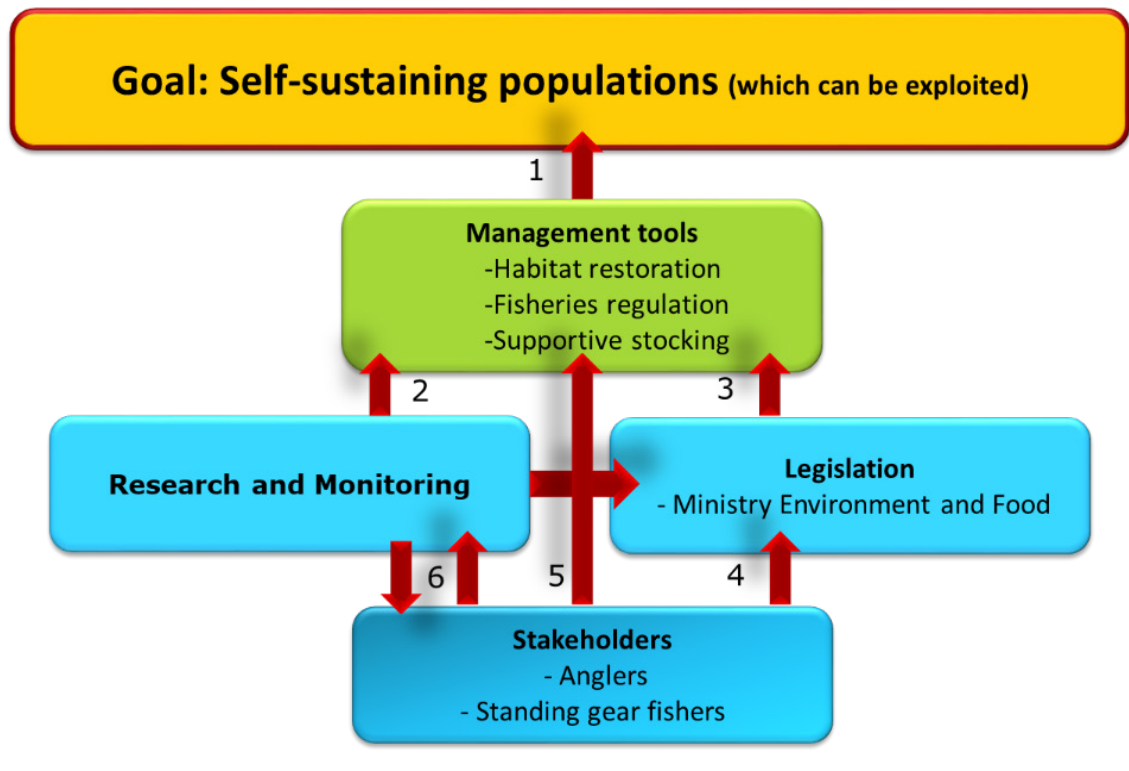 Goal: Self-sustaining populations (which can be exploited)
1
Management tools
-Habitat restoration
-Fisheries regulation
-Supportive stocking
2
3
Research and Monitoring
Legislation
- Ministry Environment and Food
6
5
4
Stakeholders
- Anglers
- Standing gear fishers